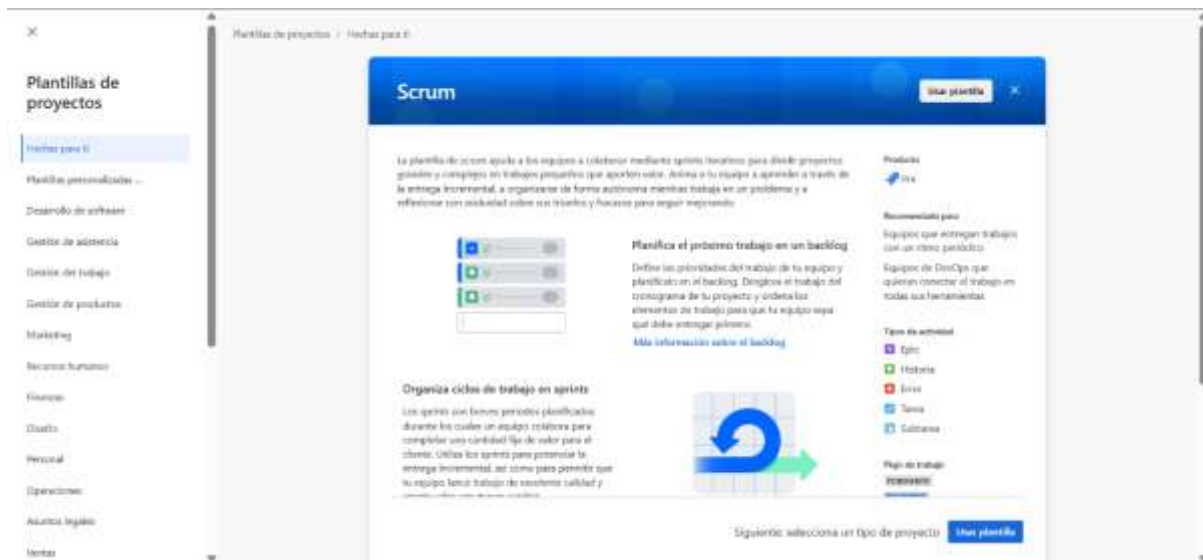 Plantillas de proyectos / Hechas para ti
Plantillas de
proyectos
Hechas para ti
Plantillas personalizadas ...
Desarrollo de software
Gestión de asistencia
Gestión del trabajo
Gestión de productos
Marketing
Recursos humanos
Finanzas
Diseño
Personal
Operaciones
Asuntos legales
Ventas
Scrum
Usar plantilla
La plantilla de scrum ayuda a los equipos a colaborar mediante sprints iterativos para dividir proyectos
grandes y complejos en trabajos pequeños que aporten valor. Anima a tu equipo a aprender a través de
la entrega incremental, a organizarse de forma autónoma mientras trabaja en un problema y a
reflexionar con asiduidad sobre sus triunfos y fracasos para seguir mejorando.
Planifica el próximo trabajo en un backlog
Define las prioridades del trabajo de tu equipo y
planifícalo en el backlog. Desglosa el trabajo del
cronograma de tu proyecto y ordena los
elementos de trabajo para que tu equipo sepa
qué debe entregar primero.
Más información sobre el backlog
Organiza ciclos de trabajo en sprints
Los sprints son breves periodos planificados
durante los cuales un equipo colabora para
completar una cantidad fija de valor para el
cliente. Utiliza los sprints para potenciar la
entrega incremental, así como para permitir que
tu equipo lance trabajo de excelente calidad y
Producto
Jira
Recomendado para
Equipos que entregan trabajos
con un ritmo periódico
Equipos de DevOps que
quieran conectar el trabajo en
todas sus herramientas
Tipos de actividad
Epic
Historia
Error
Tarea
Subtarea
Flujo de trabajo
Siguiente: selecciona un tipo de proyecto
Usar plantilla